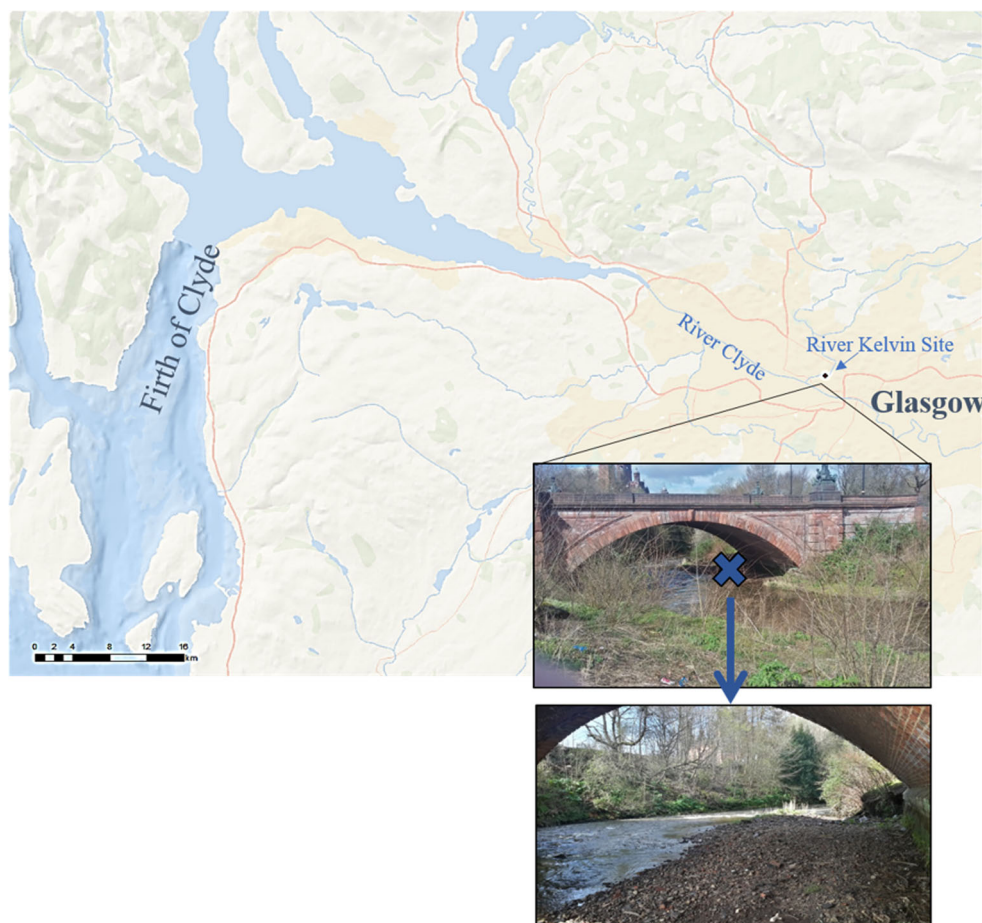 Firth of Clyde
River Clyde
River Kelvin Site
Glasgow
0 2 4 8 12 16
km